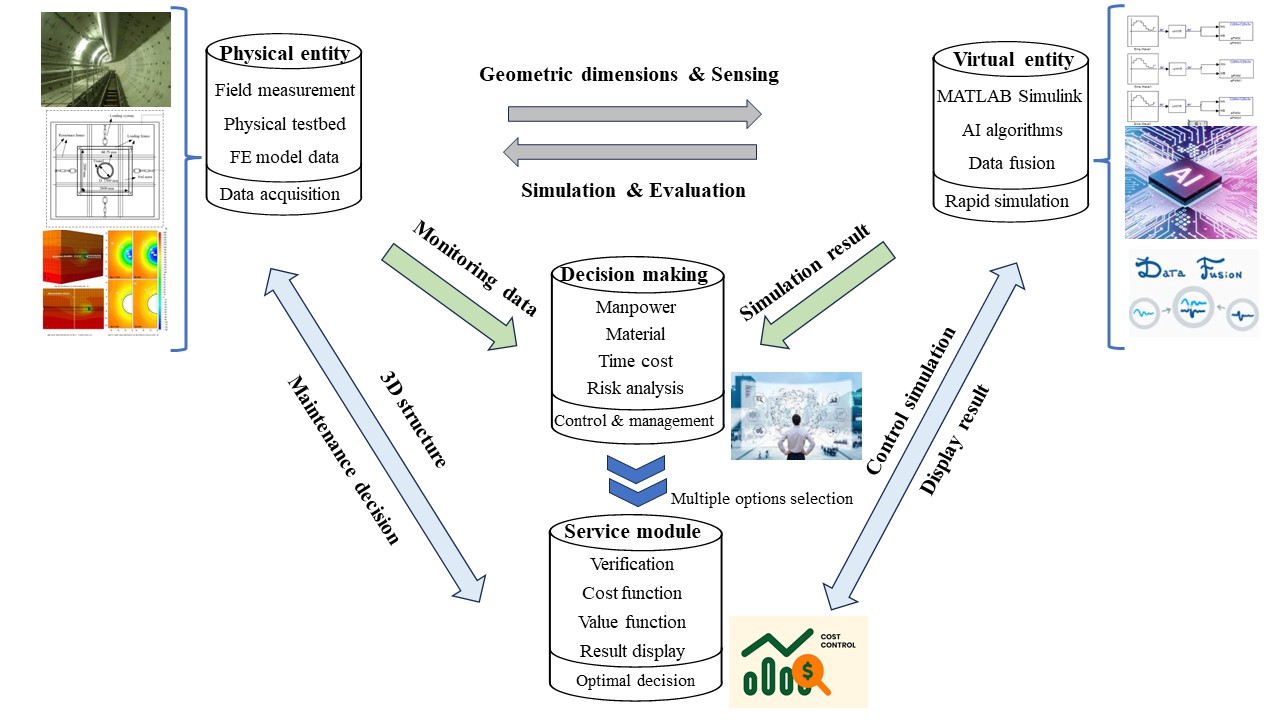 Physical entity
Field measurement
Physical testbed
FE model data
Data acquisition
Geometric dimensions & Sensing
Simulation & Evaluation
Virtual entity
MATLAB Simulink
AI algorithms
Data fusion
Rapid simulation
AI
DATA FUSION
Loading system
Monitoring data
Simulation result
Decision making
Manpower
Material
Time cost
Risk analysis
Control & management
3D structure
Maintenance decision
Control simulation
Display result
Multiple options selection
Service module
Verification
Cost function
Value function
Result display
Optimal decision
COST
CONTROL
$